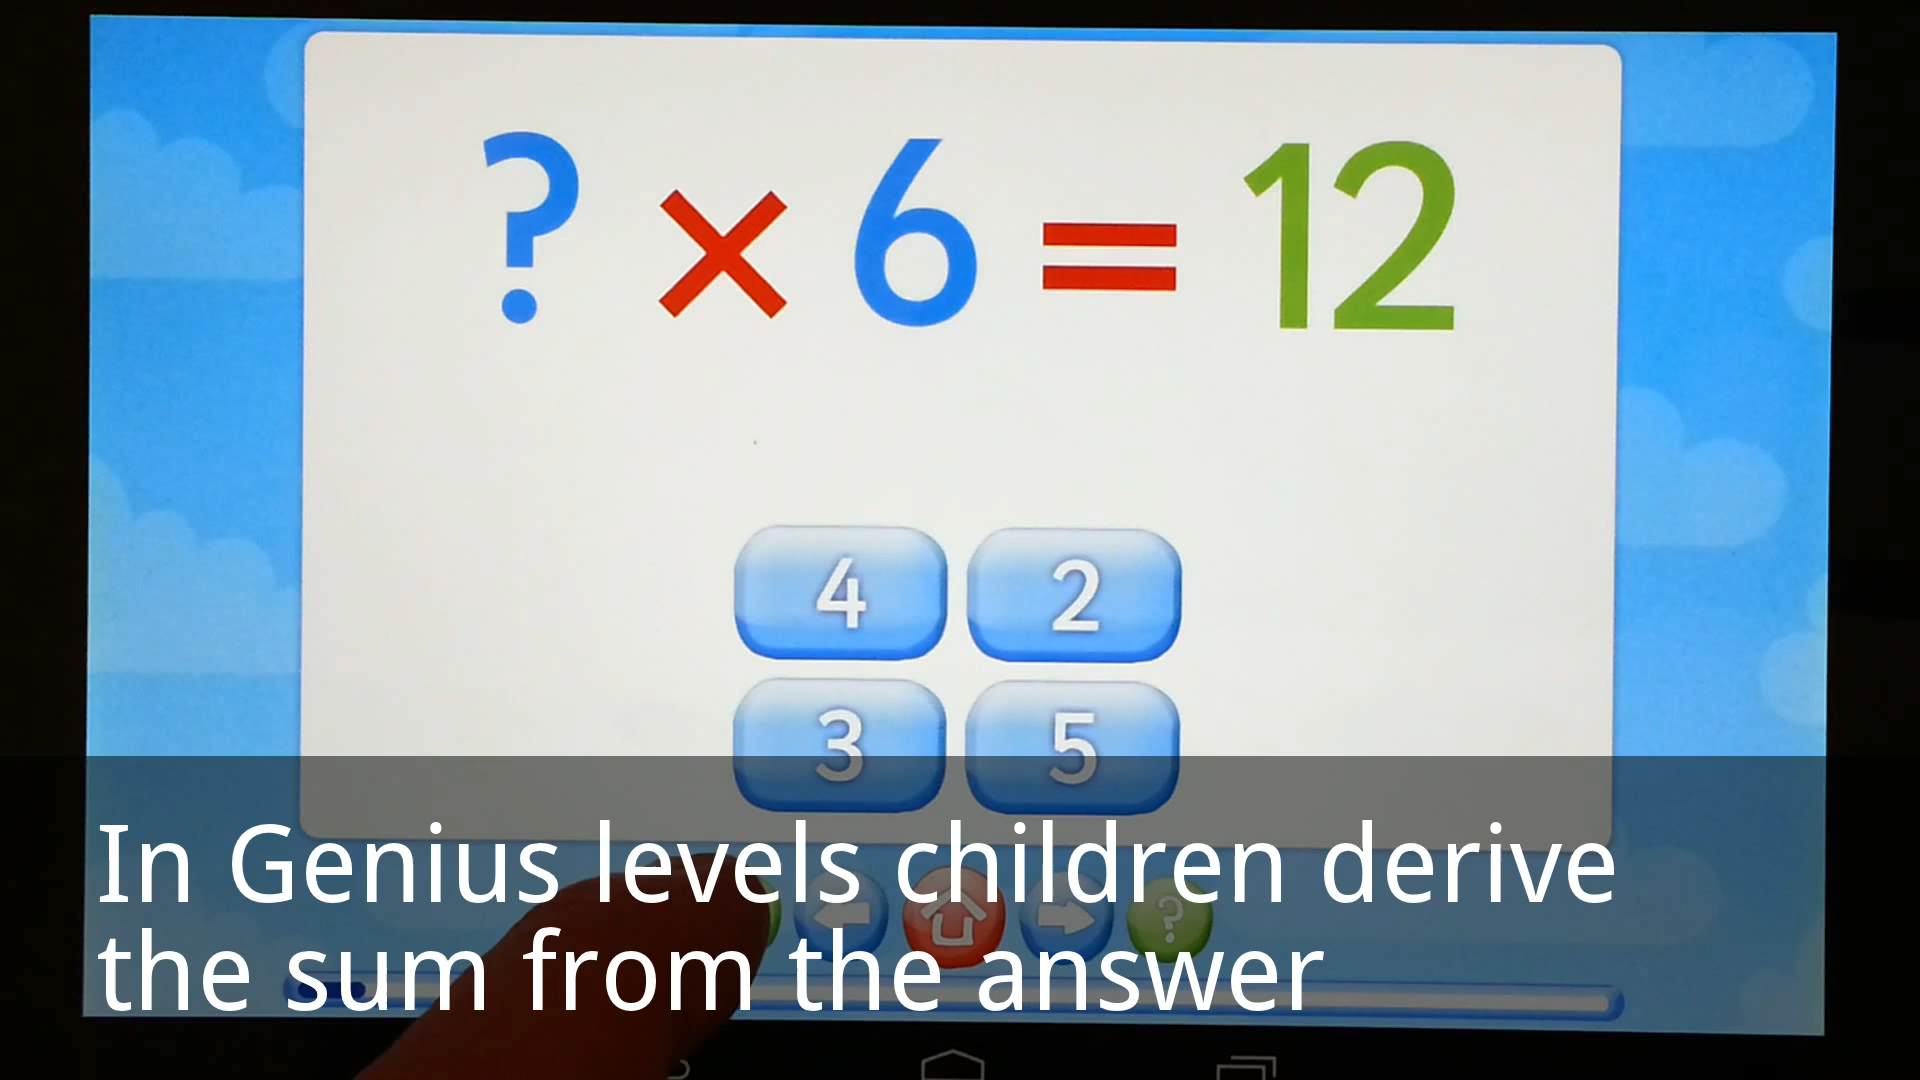 ? × 6 = 12
4 2
3 5
In Genius levels children derive
the sum from the answer
?